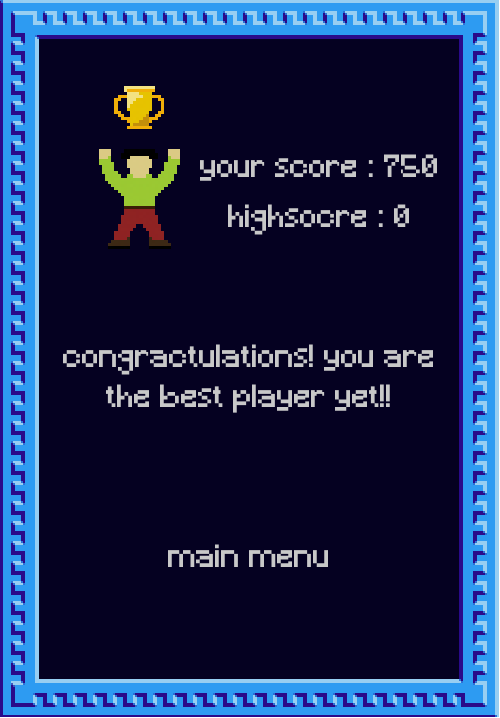 your score : 750
highsocre : 0
congractulations! you are
the best player yet!!
main menu